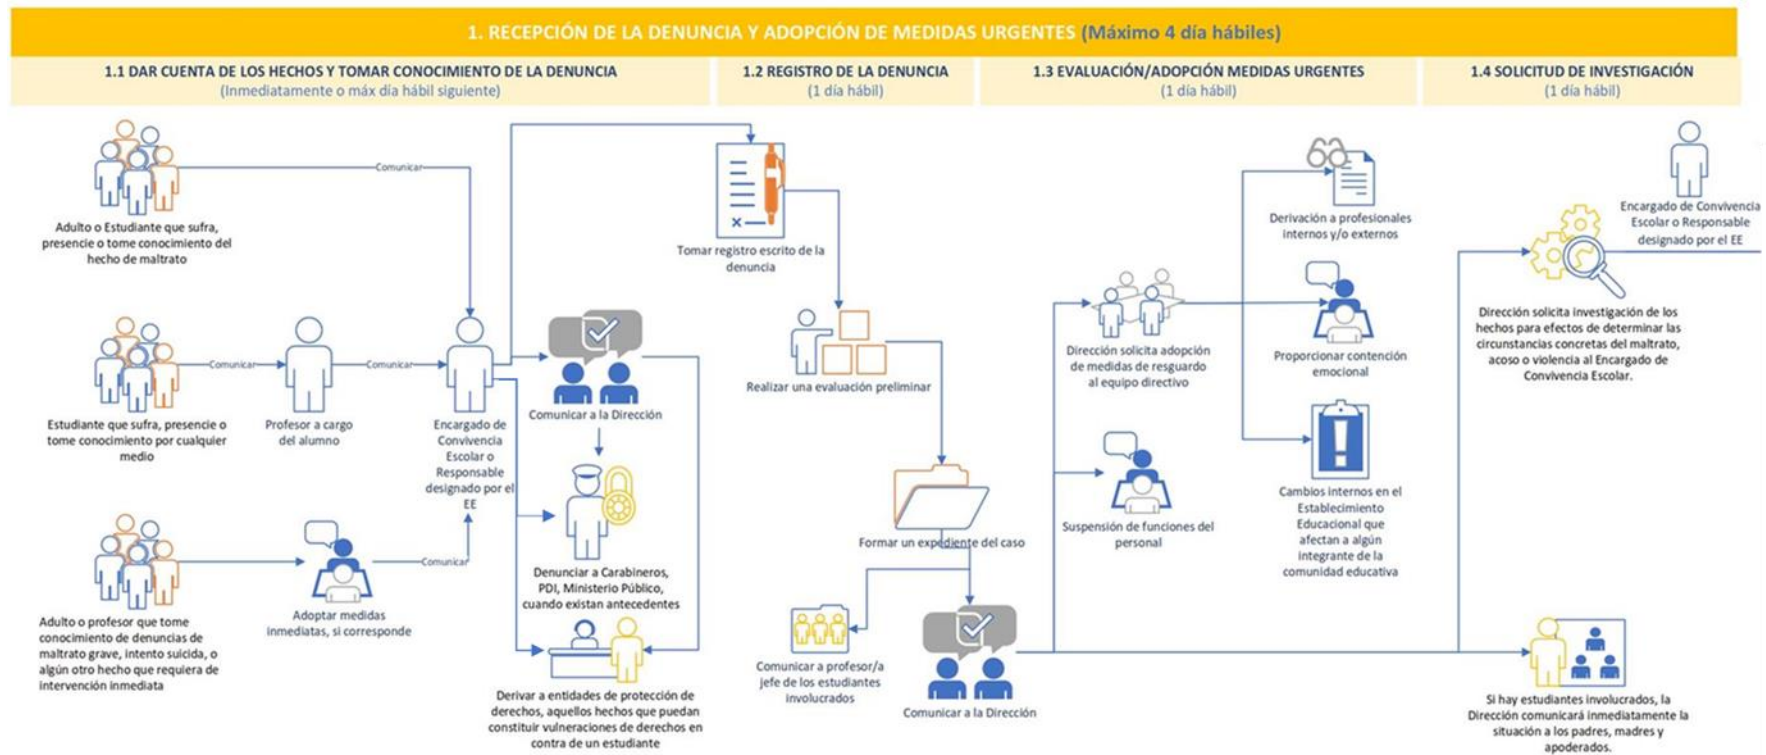 1. RECEPCIÓN DE LA DENUNCIA Y ADOPCIÓN DE MEDIDAS URGENTES (Máximo 4 día hábiles)
1.1 DAR CUENTA DE LOS HECHOS Y TOMAR CONOCIMIENTO DE LA DENUNCIA
(Inmediatamente o máx día hábil siguiente)
1.2 REGISTRO DE LA DENUNCIA
(1 día hábil)
1.3 EVALUACIÓN/ADOPCIÓN MEDIDAS URGENTES
(1 día hábil)
1.4 SOLICITUD DE INVESTIGACIÓN
(1 día hábil)
Adulto o Estudiante que sufra,
presencie o tome conocimiento del
hecho de maltrato
Comunicar
Estudiante que sufra, presencie o
tome conocimiento por cualquier
medio
Comunicar
Profesor a cargo
del alumno
Comunicar
Encargado de
Convivencia
Escolar o
Responsable
designado por el
EE
Adulto o profesor que tome
conocimiento de denuncias de
maltrato grave, intento suicida, o
algún otro hecho que requiera de
intervención inmediata
Adoptar medidas
inmediatas, si corresponde
Comunicar
Comunicar a la Dirección
Denunciar a Carabineros,
PDI, Ministerio Público,
cuando existan antecedentes
Derivar a entidades de protección de
derechos, aquellos hechos que puedan
constituir vulneraciones de derechos en
contra de un estudiante
Tomar registro escrito de la
denuncia
Realizar una evaluación preliminar
Formar un expediente del caso
Comunicar a profesor/a
jefe de los estudiantes
involucrados
Comunicar a la Dirección
Dirección solicita adopción
de medidas de resguardo
al equipo directivo
Suspensión de funciones del
personal
Derivación a profesionales
internos y/o externos
Proporcionar contención
emocional
Cambios internos en el
Establecimiento
Educacional que
afectan a algún
integrante de la
comunidad educativa
Encargado de Convivencia
Escolar o Responsable
designado por el EE
Dirección solicita investigación de los
hechos para efectos de determinar las
circunstancias concretas del maltrato,
acoso o violencia al Encargado de
Convivencia Escolar.
Si hay estudiantes involucrados, la
Dirección comunicará inmediatamente la
situación a los padres, madres y
apoderados.